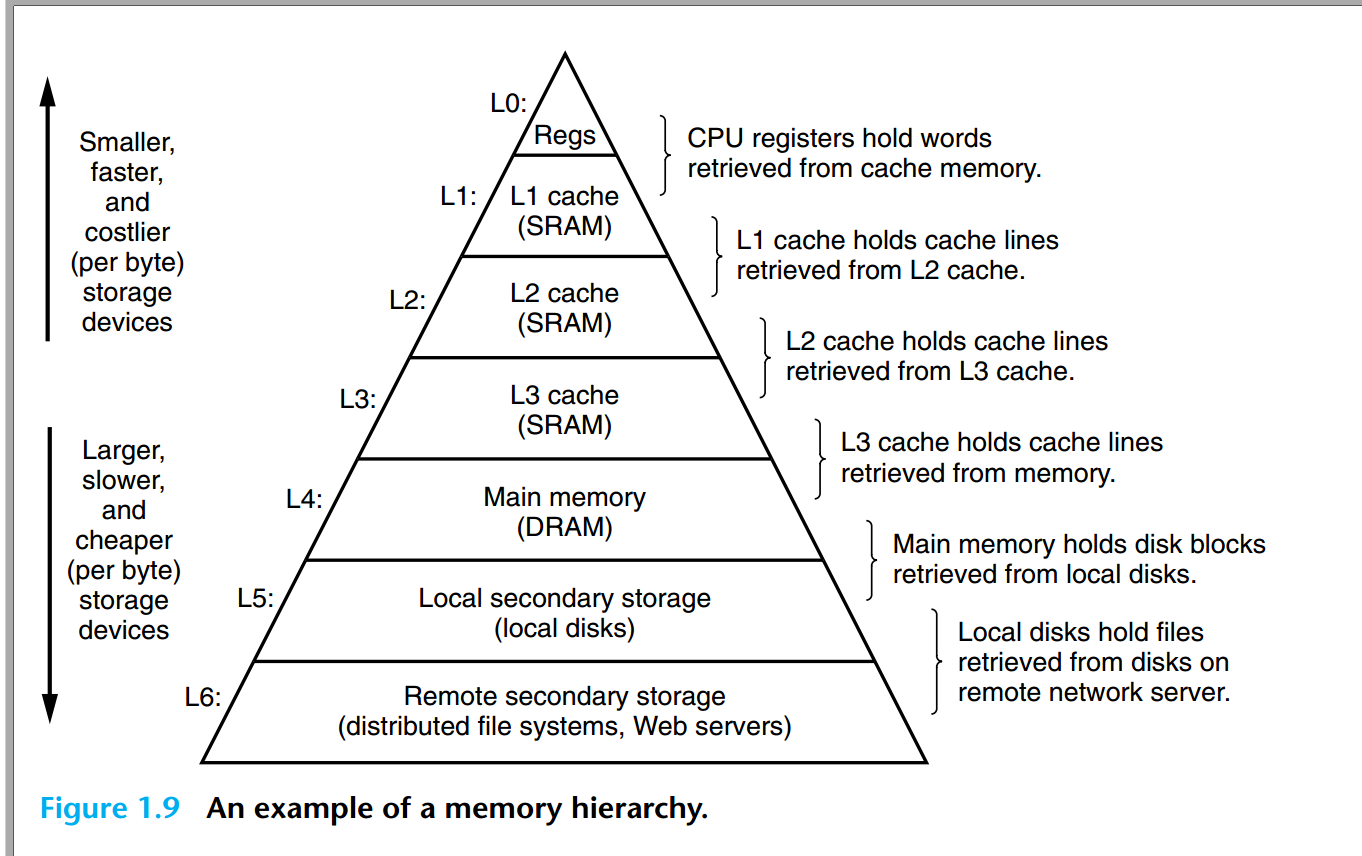 L0:
Regs
CPU registers hold words
retrieved from cache memory.
Smaller,
faster,
and
costlier
(per byte)
storage
devices
L1:
L1 cache
(SRAM)
L1 cache holds cache lines
retrieved from L2 cache.
L2:
L2 cache
(SRAM)
L2 cache holds cache lines
retrieved from L3 cache.
L3:
L3 cache
(SRAM)
L3 cache holds cache lines
retrieved from memory.
Larger,
slower,
and
cheaper
(per byte)
storage
devices
L4:
Main memory
(DRAM)
Main memory holds disk blocks
retrieved from local disks.
L5:
Local secondary storage
(local disks)
Local disks hold files
retrieved from disks on
remote network server.
L6:
Remote secondary storage
(distributed file systems, Web servers)
Figure 1.9 An example of a memory hierarchy.